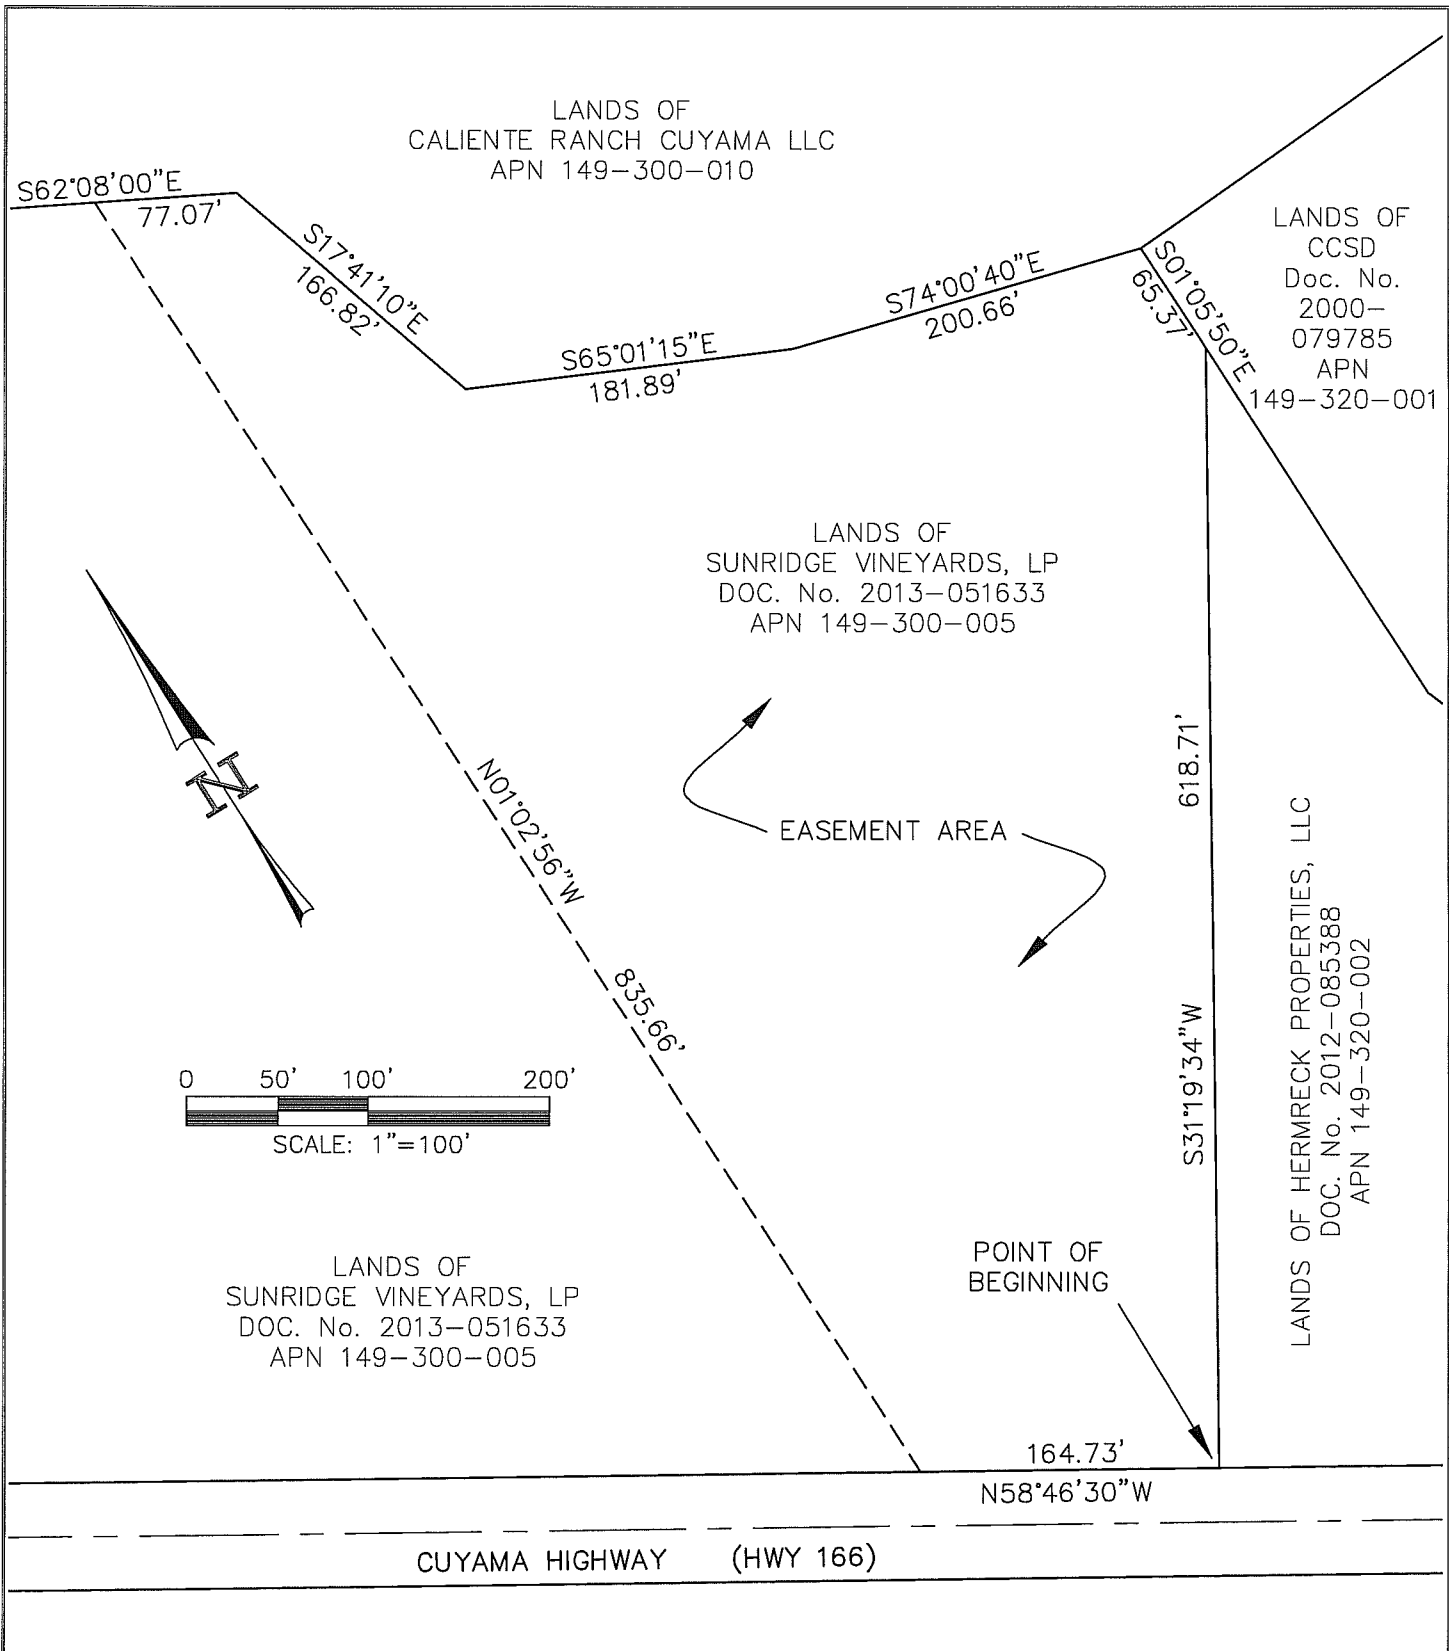 LANDS OF
CALIENTE RANCH CUYAMA LLC
APN 149-300-010
S62°08'00"E
77.07'
S17°41'10"E
166.82'
S65°01'15"E
181.89'
S74°00'40"E
200.66'
S01°05'50"E
65.37'
LANDS OF
CCSD
Doc. No.
2000-
079785
APN
149-320-001
LANDS OF
SUNRIDGE VINEYARDS, LP
DOC. No. 2013-051633
APN 149-300-005
N
N01°02'56"W
835.66'
EASEMENT AREA
618.71'
S31°19'34"W
LANDS OF HERMRECK PROPERTIES, LLC
DOC. No. 2012-085388
APN 149-320-002
0 50' 100' 200'
SCALE: 1"=100'
LANDS OF
SUNRIDGE VINEYARDS, LP
DOC. No. 2013-051633
APN 149-300-005
POINT OF
BEGINNING
164.73'
N58°46'30"W
CUYAMA HIGHWAY (HWY 166)